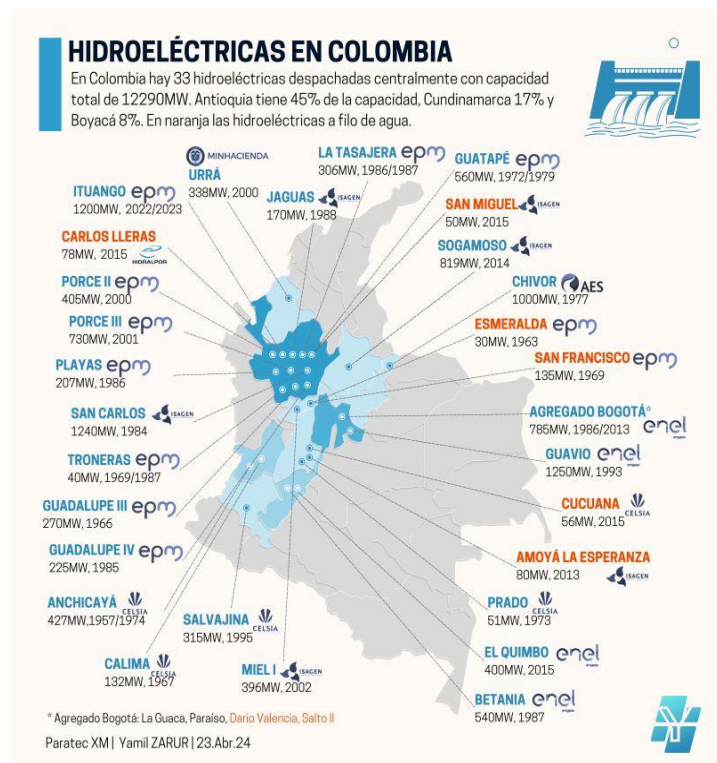 HIDROELÉCTRICAS EN COLOMBIA
En Colombia hay 33 hidroeléctricas despachadas centralmente con capacidad
total de 12290MW. Antioquia tiene 45% de la capacidad, Cundinamarca 17% y
Boyacá 8%. En naranja las hidroeléctricas a filo de agua.
MINHACIENDA
URRÁ
338MW, 2000
LA TASAJERA epm
306MW, 1986/1987
GUATAPÉ epm
560MW, 1972/1979
ITUANGO epm
1200MW, 2022/2023
JAGUAS ISAGEN
170MW, 1988
SAN MIGUEL ISAGEN
50MW, 2015
CARLOS LLERAS
78MW, 2015
HIDRALPOR
SOGAMOSO ISAGEN
819MW, 2014
PORCE II epm
405MW, 2000
CHIVOR AES
1000MW, 1977
PORCE III epm
730MW, 2001
ESMERALDA epm
30MW, 1963
PLAYAS epm
207MW, 1986
SAN FRANCISCO epm
135MW, 1969
SAN CARLOS ISAGEN
1240MW, 1984
AGREGADO BOGOTÁ*
785MW, 1986/2013 enel
TRONERAS epm
40MW, 1969/1987
GUAVIO enel
1250MW, 1993
GUADALUPE III epm
270MW, 1966
CUCUANA
56MW, 2015 CELSIA
GUADALUPE IV epm
225MW, 1985
AMOYÁ LA ESPERANZA
80MW, 2013 ISAGEN
ANCHICAYÁ CELSIA
427MW,1957/1974
SALVAJINA CELSIA
315MW, 1995
PRADO CELSIA
51MW, 1973
CALIMA CELSIA
132MW, 1967
MIEL I ISAGEN
396MW, 2002
EL QUIMBO enel
400MW, 2015
BETANIA enel
540MW, 1987
* Agregado Bogotá: La Guaca, Paraíso, Dario Valencia, Salto II
Paratec XM | Yamil ZARUR | 23.Abr.24